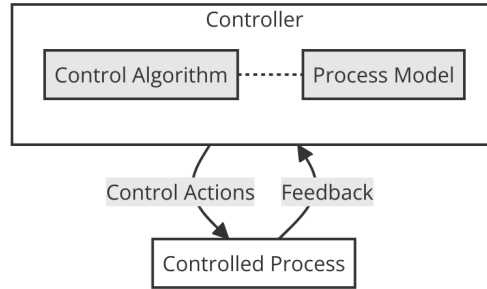 Controller
Control Algorithm
Process Model
Control Actions
Feedback
Controlled Process